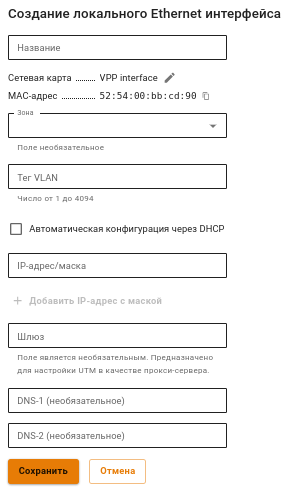 Создание локального Ethernet интерфейса
Название
Сетевая карта ........ VPP interface
MAC-адрес ............ 52:54:00:bb:cd:90
Зона
Поле необязательное
Тег VLAN
Число от 1 до 4094
Автоматическая конфигурация через DHCP
IP-адрес/маска
+ Добавить IP-адрес с маской
Шлюз
Поле является необязательным. Предназначено
для настройки UTM в качестве прокси-сервера.
DNS-1 (необязательное)
DNS-2 (необязательное)
Сохранить Отмена